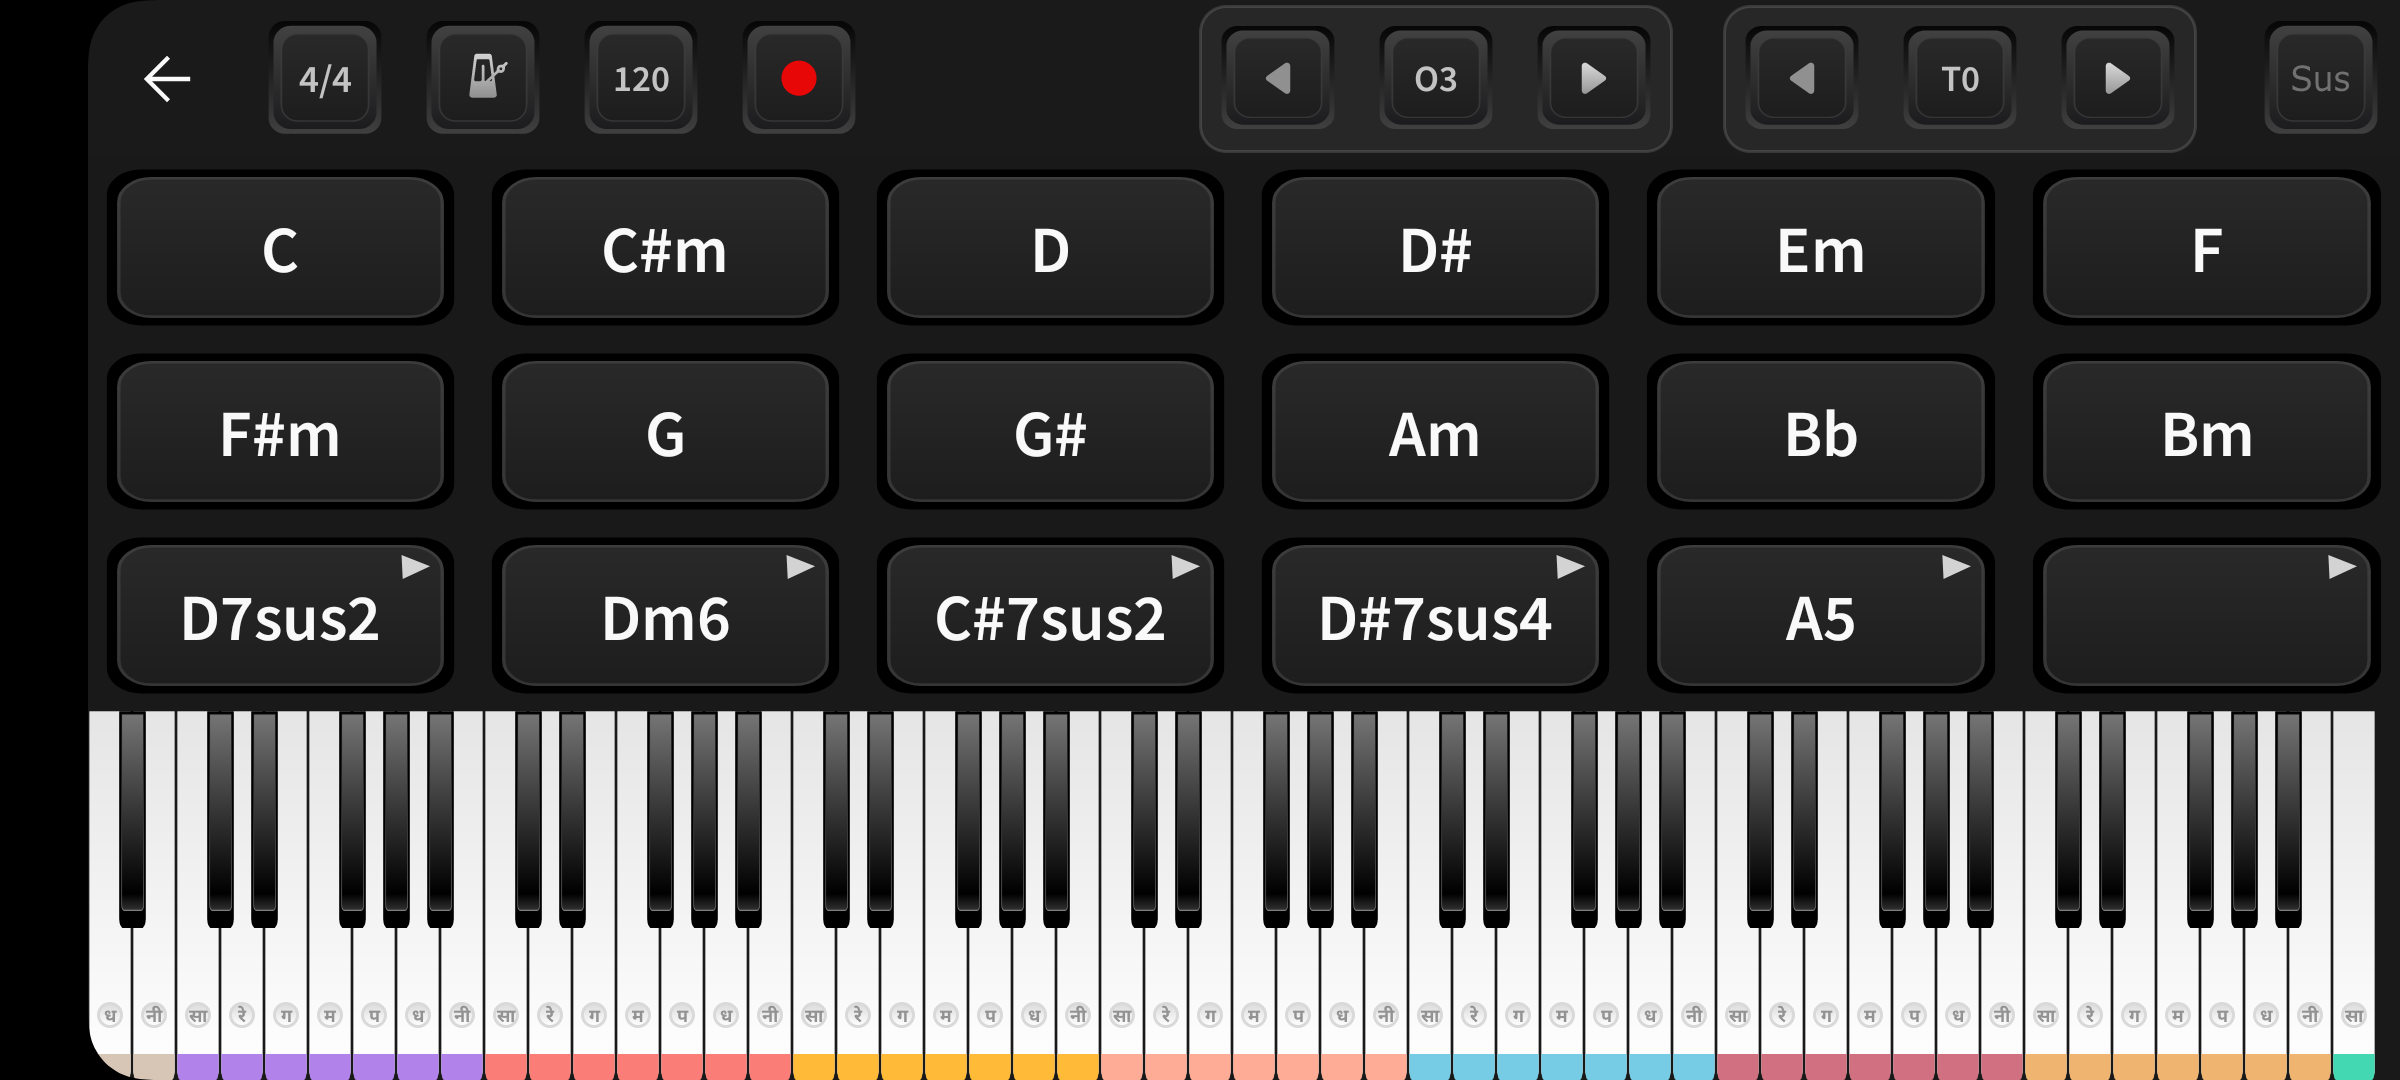 4/4 120 O3 T0 Sus
C C#m D D# Em F
F#m G G# Am Bb Bm
D7sus2 Dm6 C#7sus2 D#7sus4 A5
ध नी सा रे ग म प ध नी सा रे ग म प ध नी सा रे ग म प ध नी सा रे ग म प ध नी सा रे ग म प ध नी सा रे ग म प ध नी सा रे ग म प ध नी सा